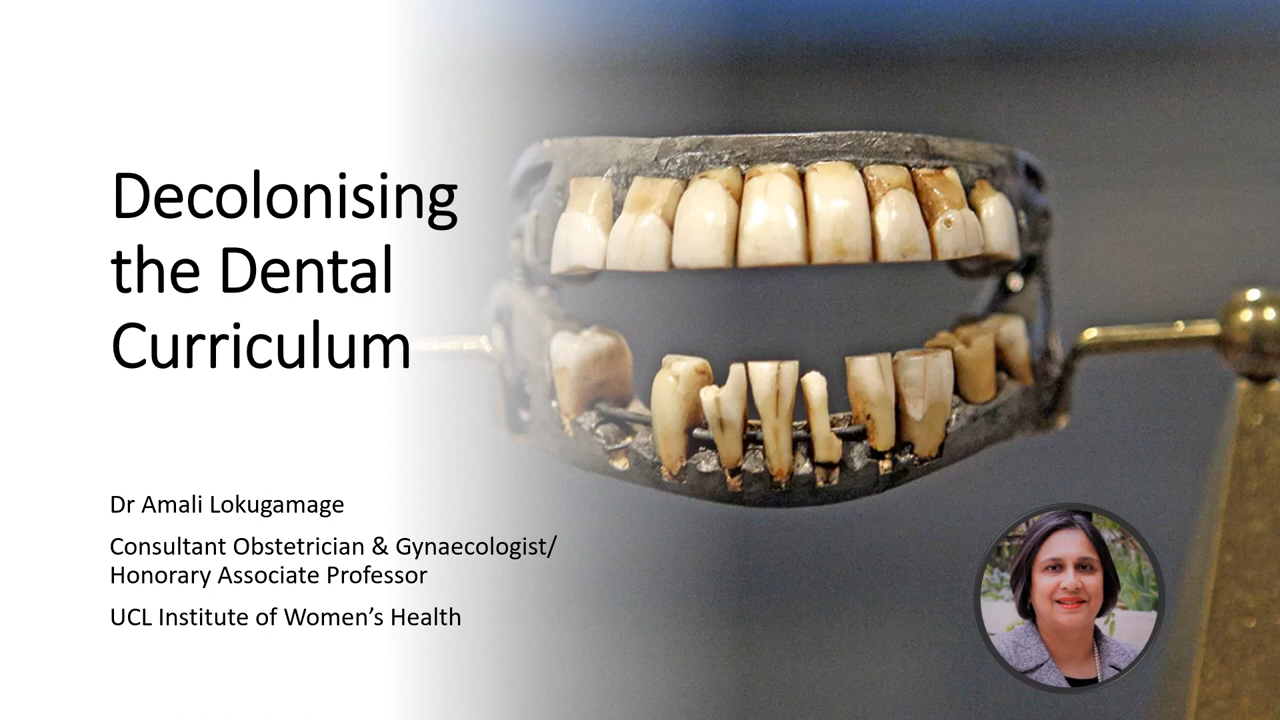 Decolonising
the Dental
Curriculum
Dr Amali Lokugamage
Consultant Obstetrician & Gynaecologist/
Honorary Associate Professor
UCL Institute of Women’s Health